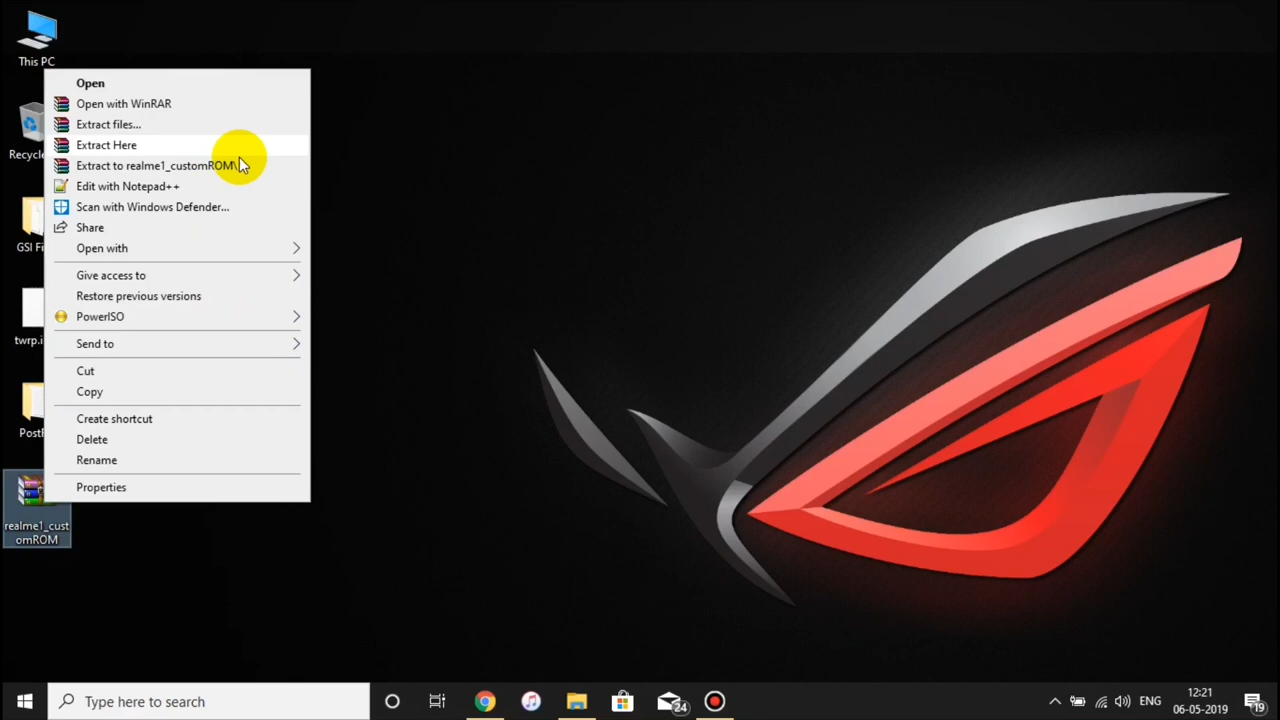 This PC
Open
Open with WinRAR
Extract files...
Extract Here
Extract to realme1_customROM\
Edit with Notepad++
Scan with Windows Defender...
Share
Open with
Give access to
Restore previous versions
PowerISO
Send to
Cut
Copy
Create shortcut
Delete
Rename
Properties
Recycle
GSI Fi
twrp.i
PostF
realme1_cust
omROM
Type here to search
24
ENG
12:21
06-05-2019
19